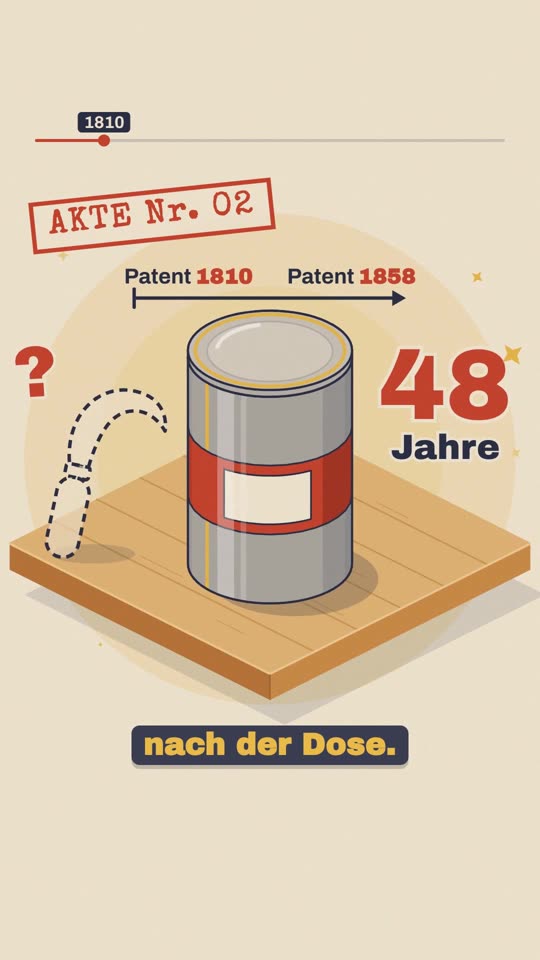 1810
AKTE Nr. 02
Patent 1810 Patent 1858
?
48
Jahre
nach der Dose.